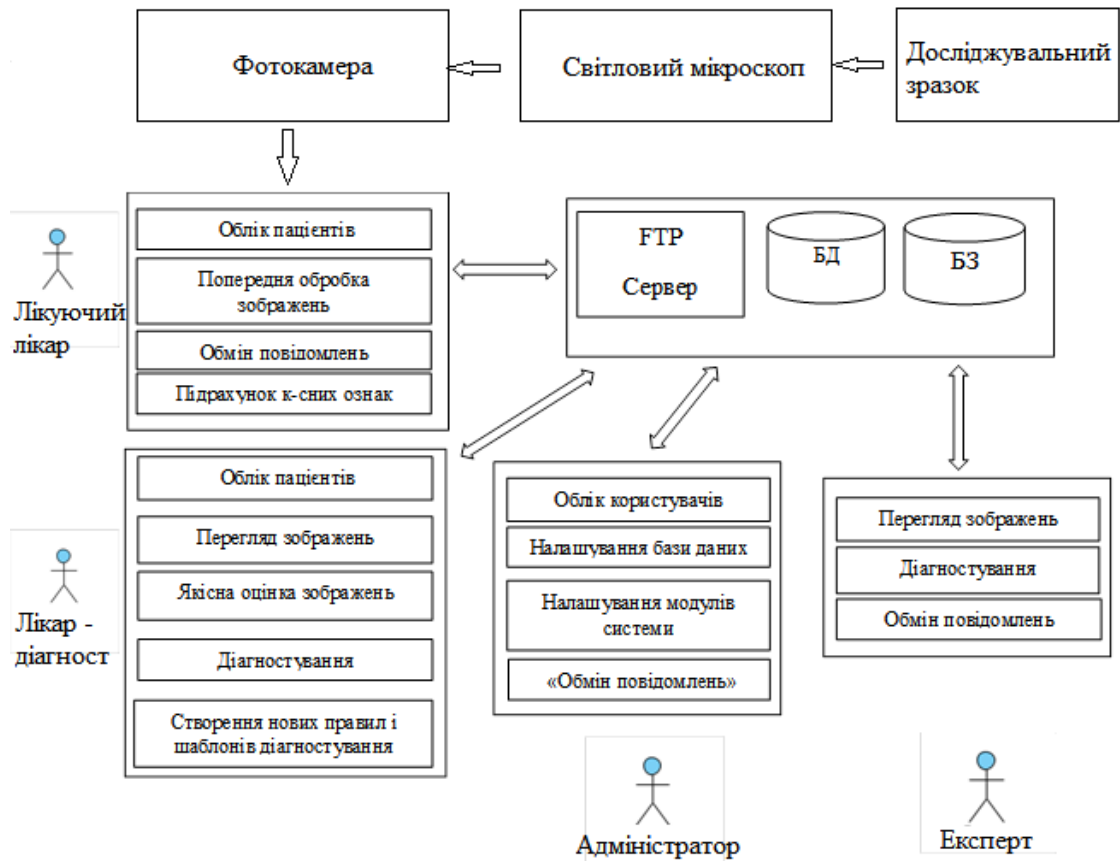 Фотокамера
Світловий мікроскоп
Досліджувальний
зразок
Лікуючий
лікар
Облік пацієнтів
Попередня обробка
зображень
Обмін повідомлень
Підрахунок к-сних ознак
FTP
Сервер
БД
БЗ
Лікар -
діагност
Облік пацієнтів
Перегляд зображень
Якісна оцінка зображень
Діагностування
Створення нових правил і
шаблонів діагностування
Облік користувачів
Налашування бази даних
Налашування модулів
системи
«Обмін повідомлень»
Адміністратор
Перегляд зображень
Діагностування
Обмін повідомлень
Експерт